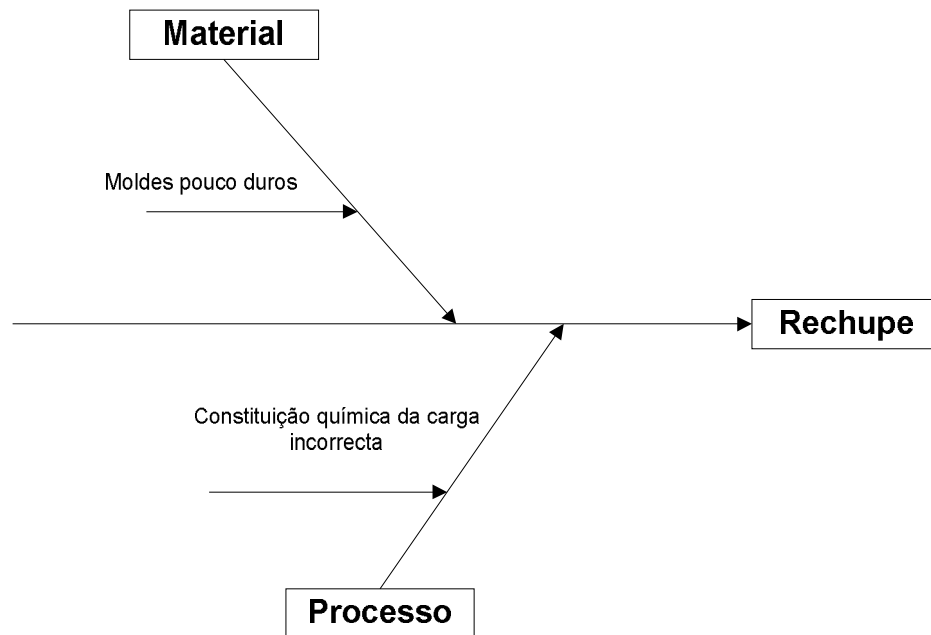 Material
Moldes pouco duros
Rechupe
Constituição química da carga
incorrecta
Processo